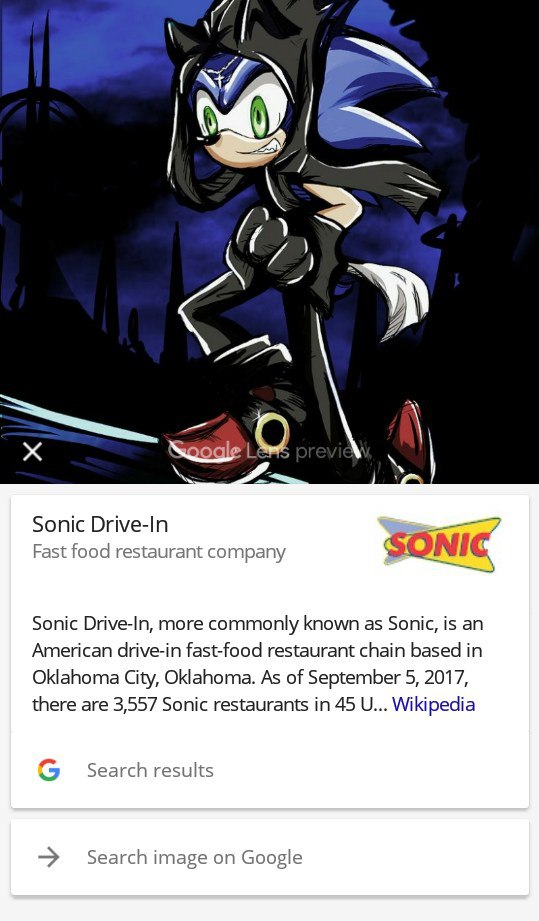 Google Lens preview
Sonic Drive-In
Fast food restaurant company
SONIC
Sonic Drive-In, more commonly known as Sonic, is an
American drive-in fast-food restaurant chain based in
Oklahoma City, Oklahoma. As of September 5, 2017,
there are 3,557 Sonic restaurants in 45 U... Wikipedia
Search results
Search image on Google